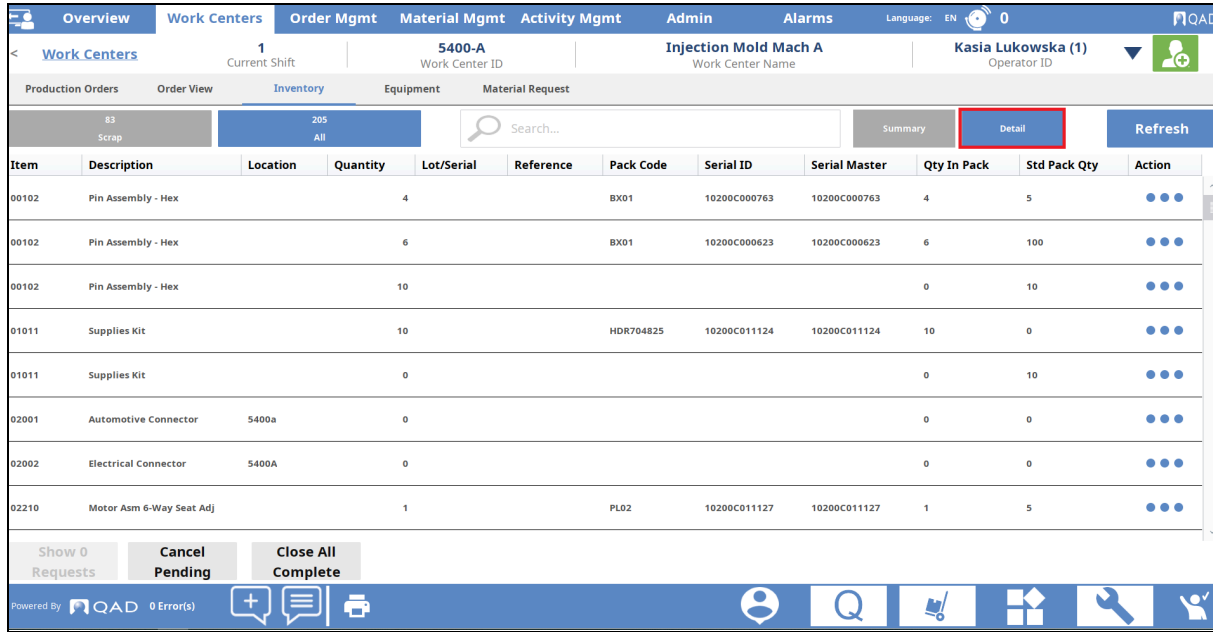 Overview Work Centers Order Mgmt Material Mgmt Activity Mgmt Admin Alarms Language: EN 0 QAD
< Work Centers 1 5400-A Injection Mold Mach A Kasia Lukowska (1)
Current Shift Work Center ID Work Center Name Operator ID
Production Orders Order View Inventory Equipment Material Request
83 205
Scrap All Search... Summary Detail Refresh
Item Description Location Quantity Lot/Serial Reference Pack Code Serial ID Serial Master Qty In Pack Std Pack Qty Action
00102 Pin Assembly - Hex 4 BX01 10200C000763 10200C000763 4 5
00102 Pin Assembly - Hex 6 BX01 10200C000623 10200C000623 6 100
00102 Pin Assembly - Hex 10 0 10
01011 Supplies Kit 10 HDR704825 10200C011124 10200C011124 10 0
01011 Supplies Kit 0 0 10
02001 Automotive Connector 5400a 0 0 0
02002 Electrical Connector 5400A 0 0 0
02210 Motor Asm 6-Way Seat Adj 1 PL02 10200C011127 10200C011127 1 5
Show 0 Cancel Close All
Requests Pending Complete
Powered By QAD 0 Error(s) Q